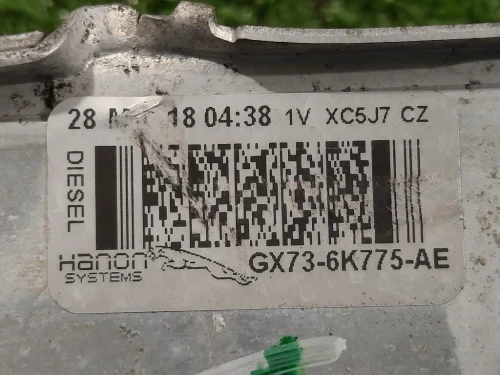 28 18 04:38 1V XC5J7 CZ
DIESEL
Hanon
SYSTEMS
GX73-6K775-AE